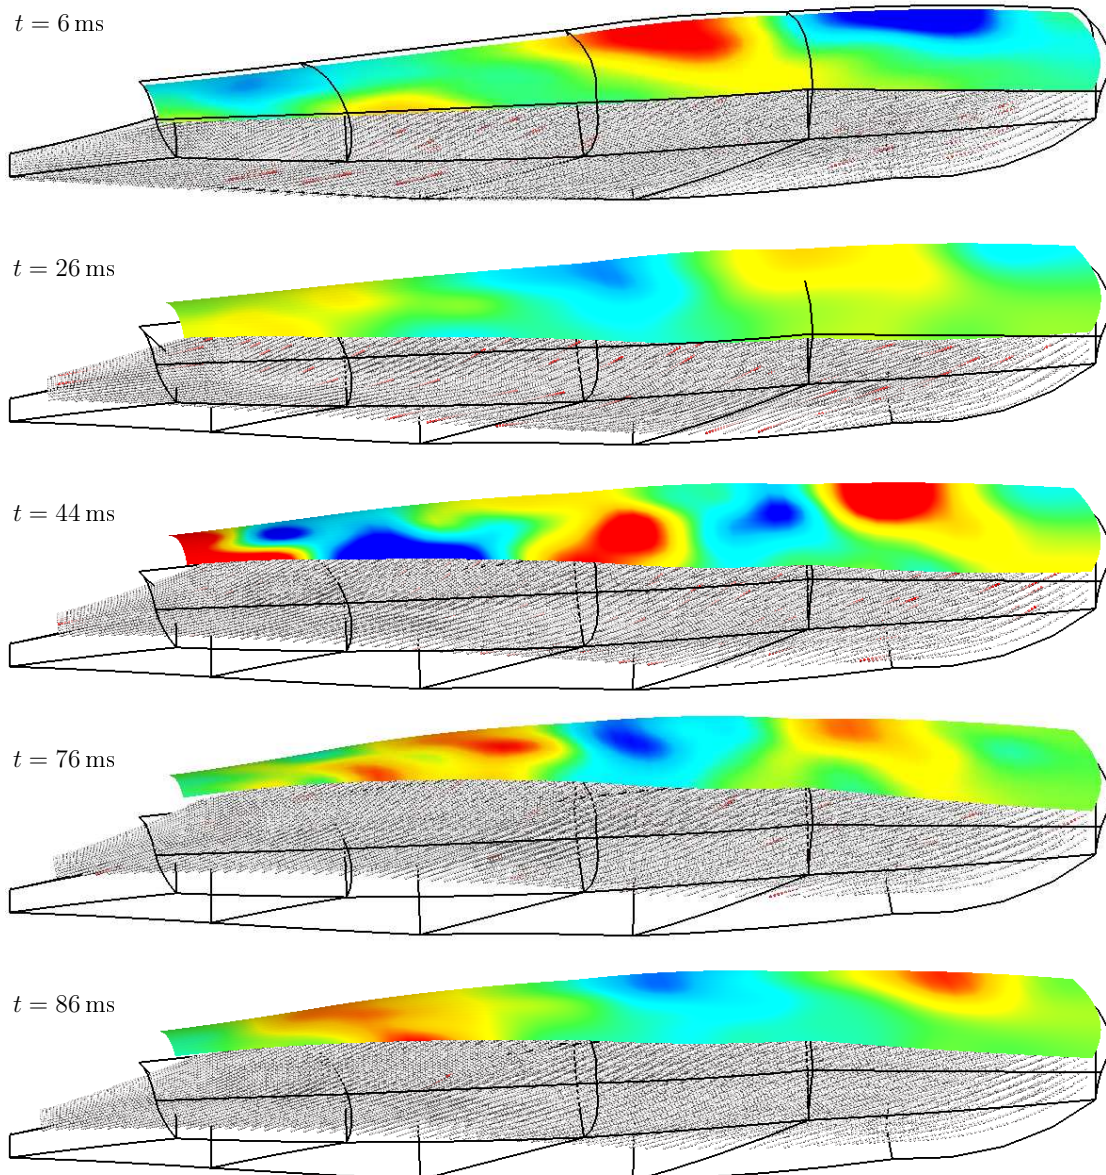 t = 6 ms
t = 26 ms
t = 44 ms
t = 76 ms
t = 86 ms